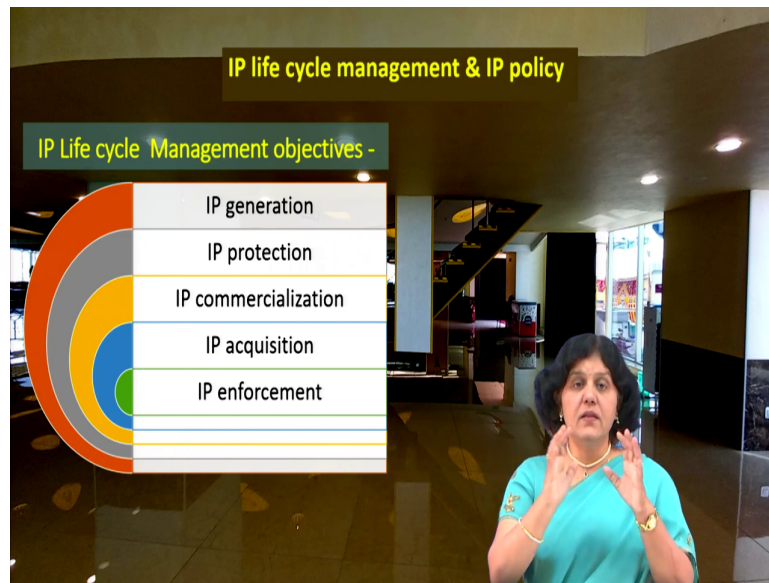 IP life cycle management & IP policy
IP Life cycle Management objectives -
IP generation
IP protection
IP commercialization
IP acquisition
IP enforcement